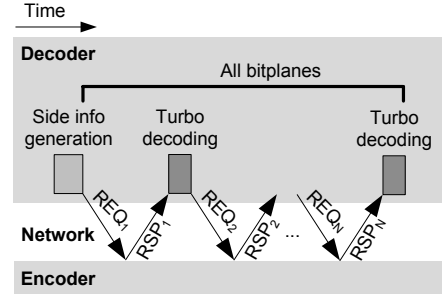 Time
Decoder
All bitplanes
Side info
generation
Turbo
decoding
Turbo
decoding
REQ1
RSP1
REQ2
RSP2
...
REQN
RSPN
Network
Encoder